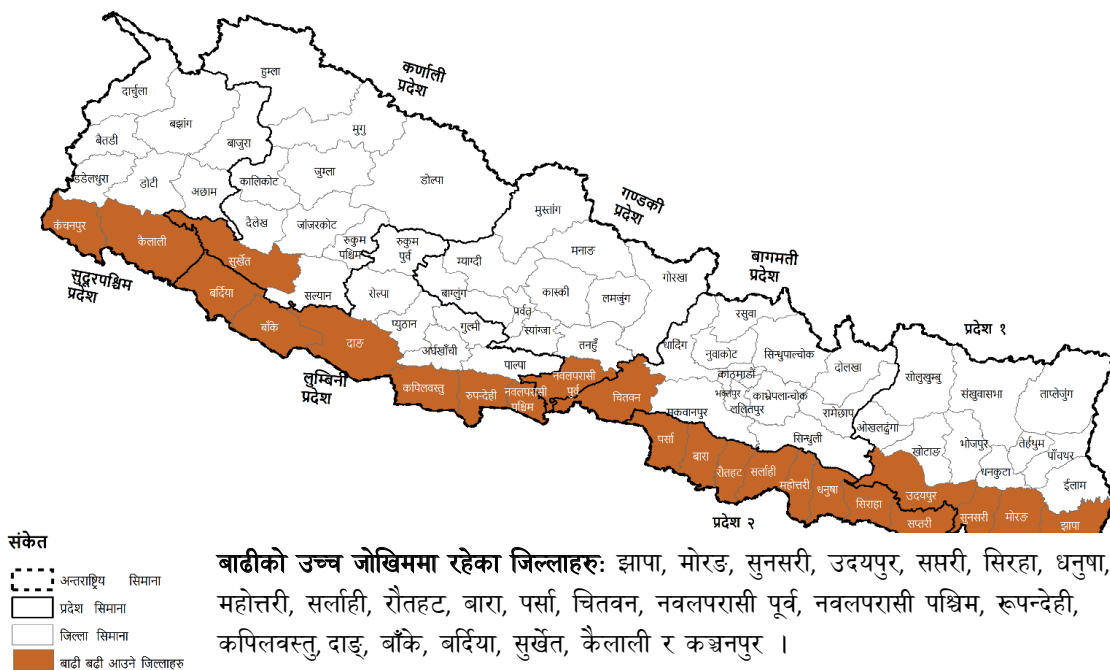 कर्णाली
प्रदेश
हुम्ला
दार्चुला
बझांग
मुगु
बैतडी
बाजुरा
जुम्ला
डोल्पा
डडेलधुरा
डोटी
अछाम
कालिकोट
मुस्तांग
गण्डकी
प्रदेश
कंचनपुर
कैलाली
दैलेख
जांजरकोट
रुकुम
पश्चिम
रुकुम
पुर्व
म्याग्दी
मनाङ
गोरखा
बागमती
प्रदेश
सुर्खेत
सुदूरपश्चिम
प्रदेश
बर्दिया
सल्यान
रोल्पा
बाग्लुंग
कास्की
लमजुंग
पर्वत
स्यांग्जा
रसुवा
प्रदेश १
बाँके
दाङ
प्युठान
गुल्मी
अर्घखाँची
तनहुँ
धादिंग
नुवाकोट
सिन्धुपाल्चोक
दोलखा
सोलुखुम्बु
संखुवासभा
ताप्लेजुंग
पाल्पा
लुम्बिनी
प्रदेश
कपिलवस्तु
रुपन्देही
नवलपरासी
पश्चिम
नवलपरासी
पुर्व
चितवन
काठमाडौं
भक्तपुर
ललितपुर
काभ्रेपलान्चोक
मकवानपुर
रामेछाप
ओखलढुंगा
सिन्धुली
खोटाङ
भोजपुर
तेर्हथुम
पाँचथर
धनकुटा
ईलाम
पर्सा
बारा
रौतहट
सर्लाही
महोत्तरी
धनुषा
सिराहा
सप्तरी
उदयपुर
सुनसरी
मोरङ
झापा
प्रदेश २
संकेत
अन्तराष्ट्रिय सिमाना
प्रदेश सिमाना
जिल्ला सिमाना
बाढी बढी आउने जिल्लाहरु
बाढीको उच्च जोखिममा रहेका जिल्लाहरुः झापा, मोरङ, सुनसरी, उदयपुर, सप्तरी, सिरहा, धनुषा,
महोत्तरी, सर्लाही, रौतहट, बारा, पर्सा, चितवन, नवलपरासी पूर्व, नवलपरासी पश्चिम, रूपन्देही,
कपिलवस्तु, दाङ्, बाँके, बर्दिया, सुर्खेत, कैलाली र कञ्चनपुर ।